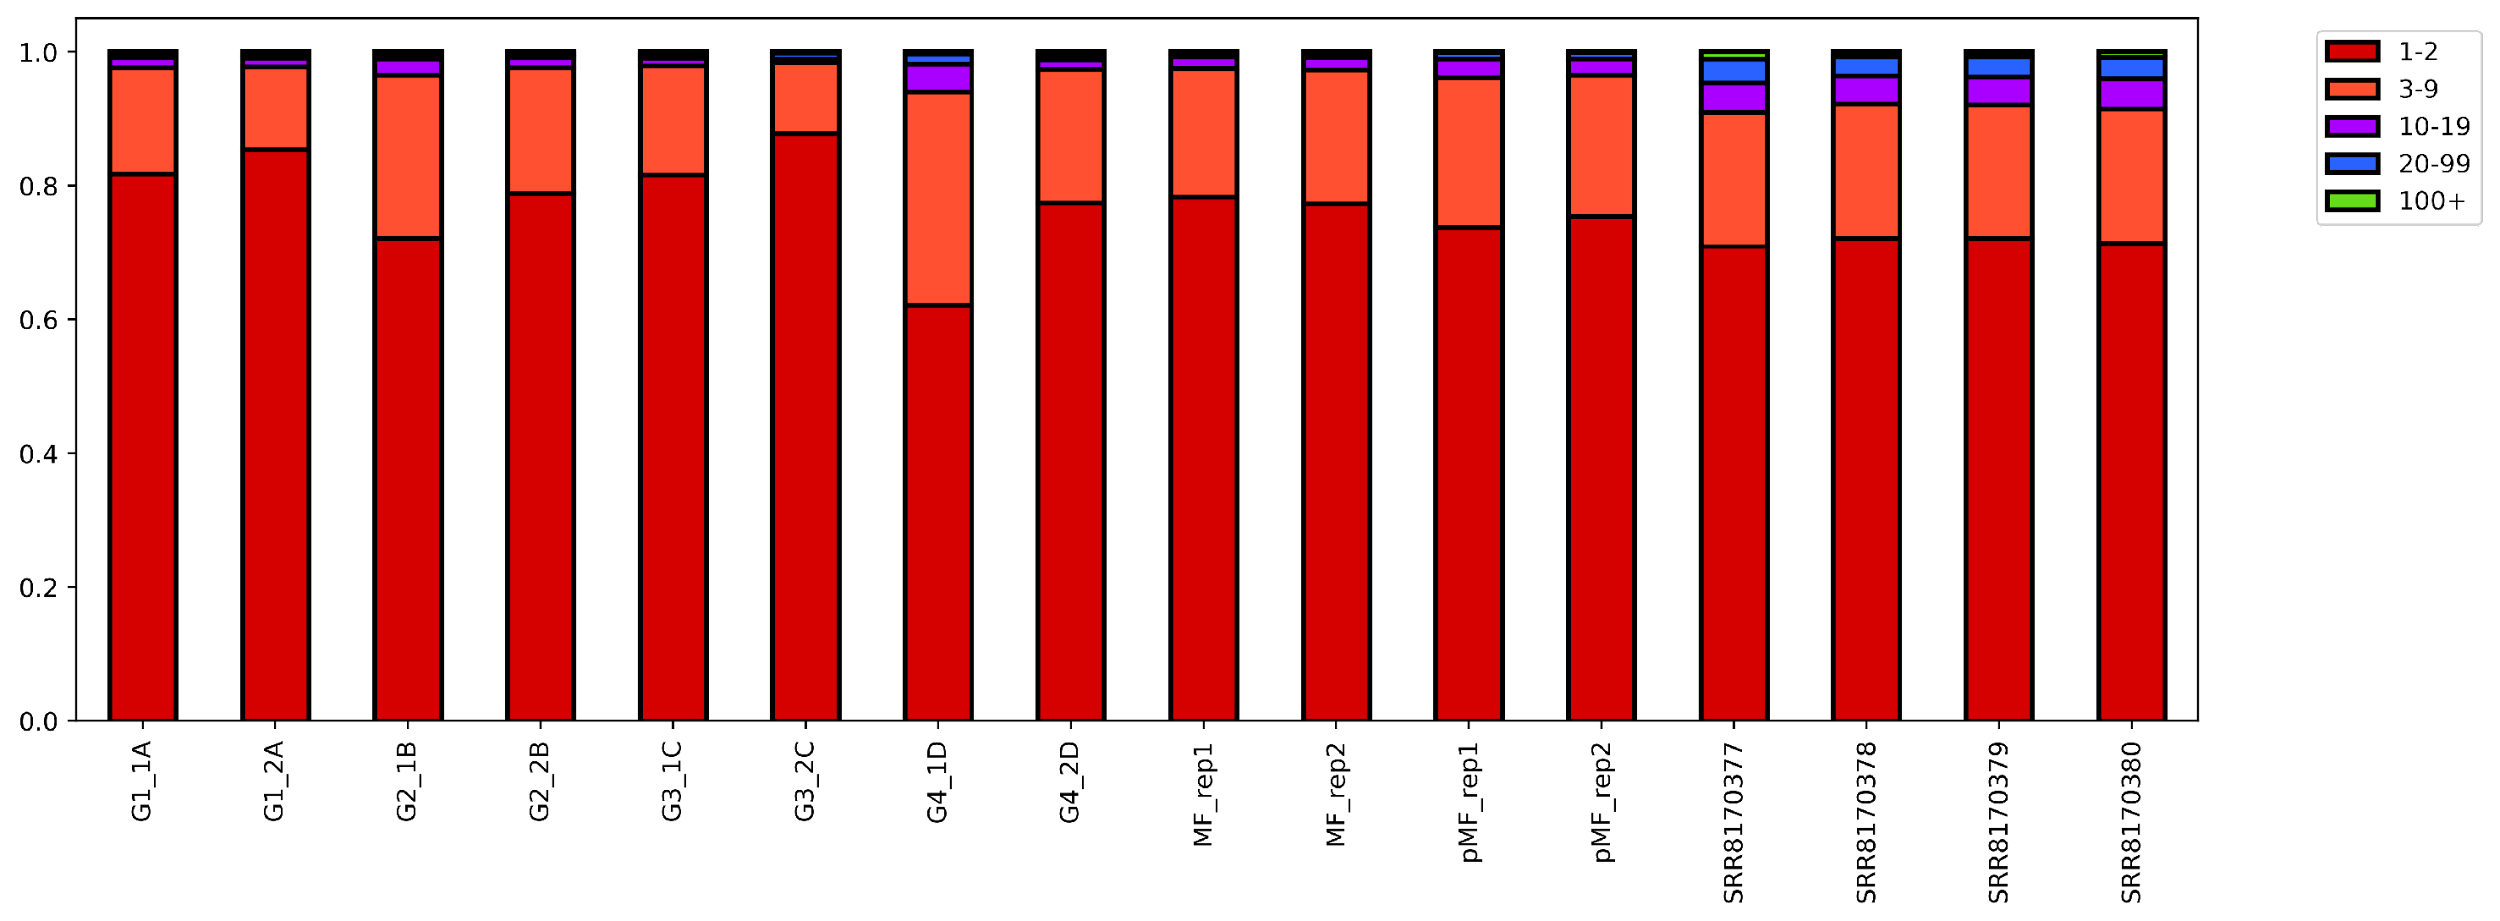 1.0
0.8
0.6
0.4
0.2
0.0
G1_1A
G1_2A
G2_1B
G2_2B
G3_1C
G3_2C
G4_1D
G4_2D
MF_rep1
MF_rep2
pMF_rep1
pMF_rep2
SRR8170377
SRR8170378
SRR8170379
SRR8170380
1-2
3-9
10-19
20-99
100+